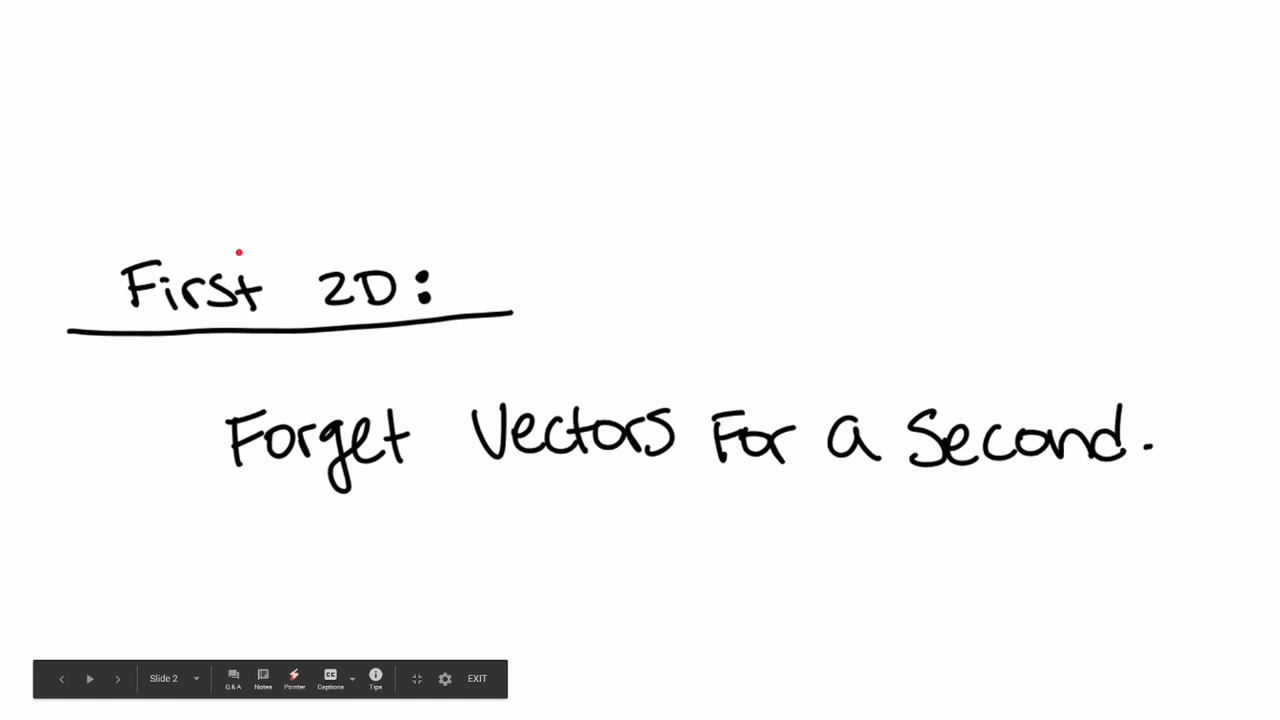 First 2D:
Forget Vectors For a Second.
Slide 2
Q & A Notes Pointer Captions Tips EXIT